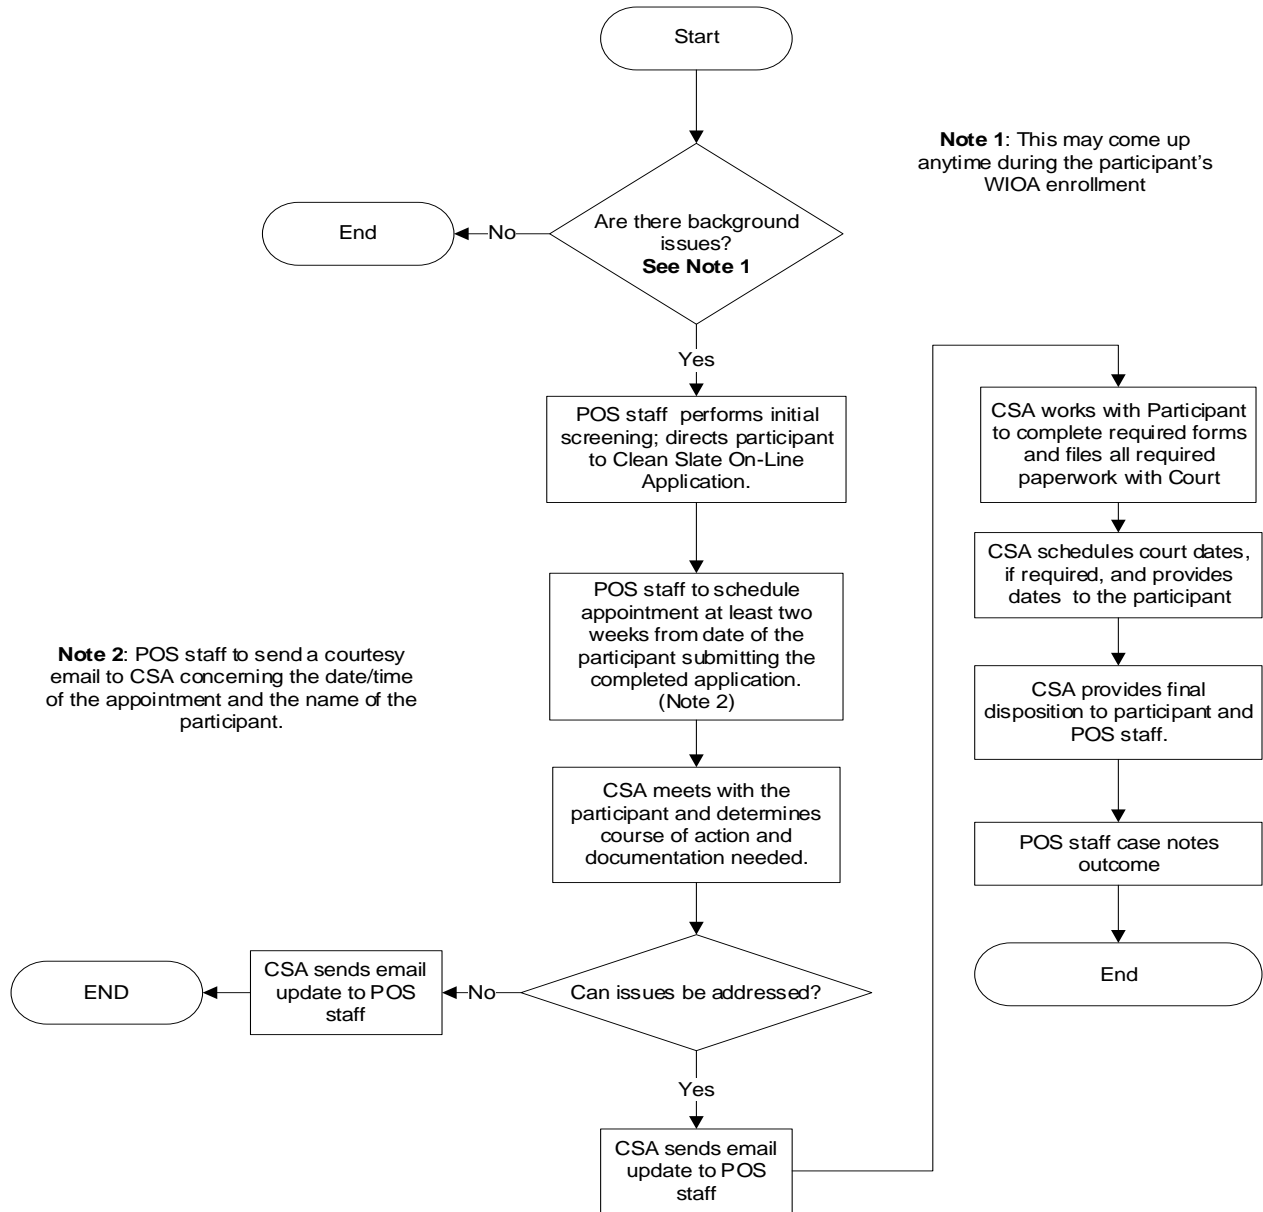 Start
Note 1: This may come up
anytime during the participant's
WIOA enrollment
Are there background
issues?
See Note 1
No
End
Yes
POS staff  performs initial
screening; directs participant
to Clean Slate On-Line
Application.
POS staff to schedule
appointment at least two
weeks from date of the
participant submitting the
completed application.
(Note 2)
Note 2: POS staff to send a courtesy
email to CSA concerning the date/time
of the appointment and the name of the
participant.
CSA meets with the
participant and determines
course of action and
documentation needed.
Can issues be addressed?
No
CSA sends email
update to POS
staff
END
Yes
CSA sends email
update to POS
staff
CSA works with Participant
to complete required forms
and files all required
paperwork with Court
CSA schedules court dates,
if required, and provides
dates  to the participant
CSA provides final
disposition to participant and
POS staff.
POS staff case notes
outcome
End